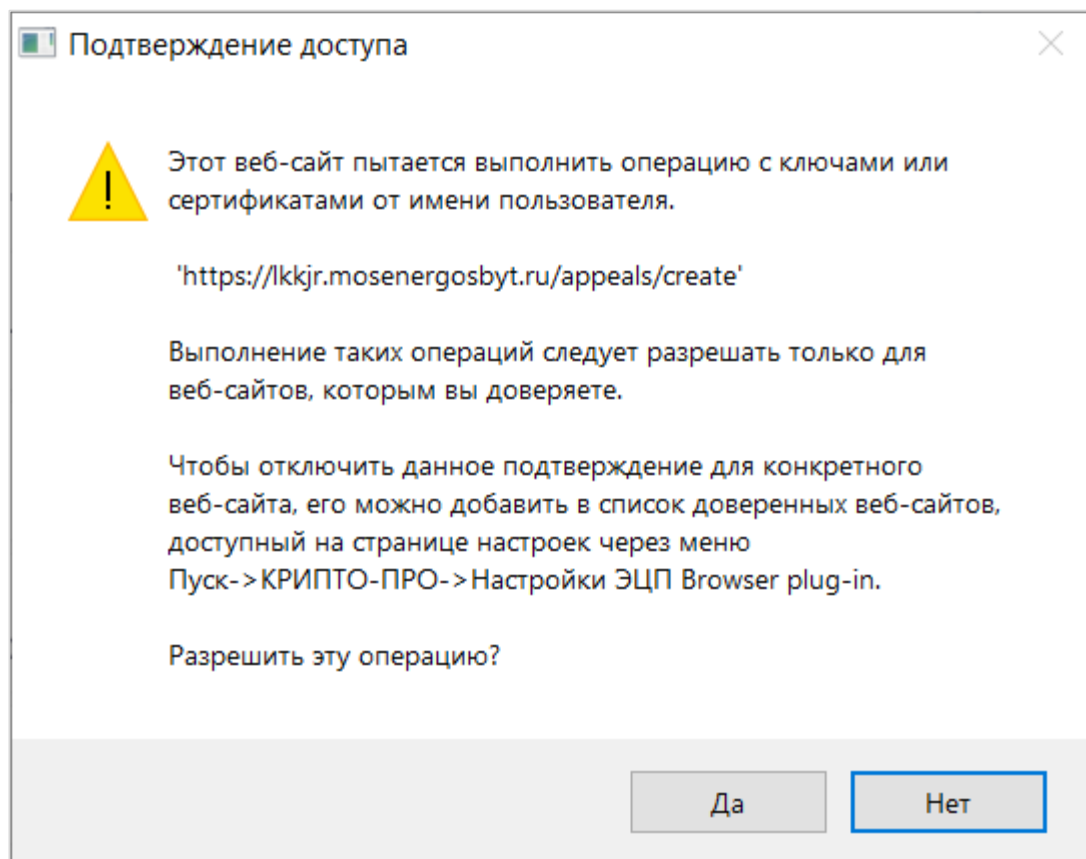 Подтверждение доступа
Этот веб-сайт пытается выполнить операцию с ключами или
сертификатами от имени пользователя.
'https://lkkjr.mosenergosbyt.ru/appeals/create'
Выполнение таких операций следует разрешать только для
веб-сайтов, которым вы доверяете.
Чтобы отключить данное подтверждение для конкретного
веб-сайта, его можно добавить в список доверенных веб-сайтов,
доступный на странице настроек через меню
Пуск->КРИПТО-ПРО->Настройки ЭЦП Browser plug-in.
Разрешить эту операцию?
Да
Нет